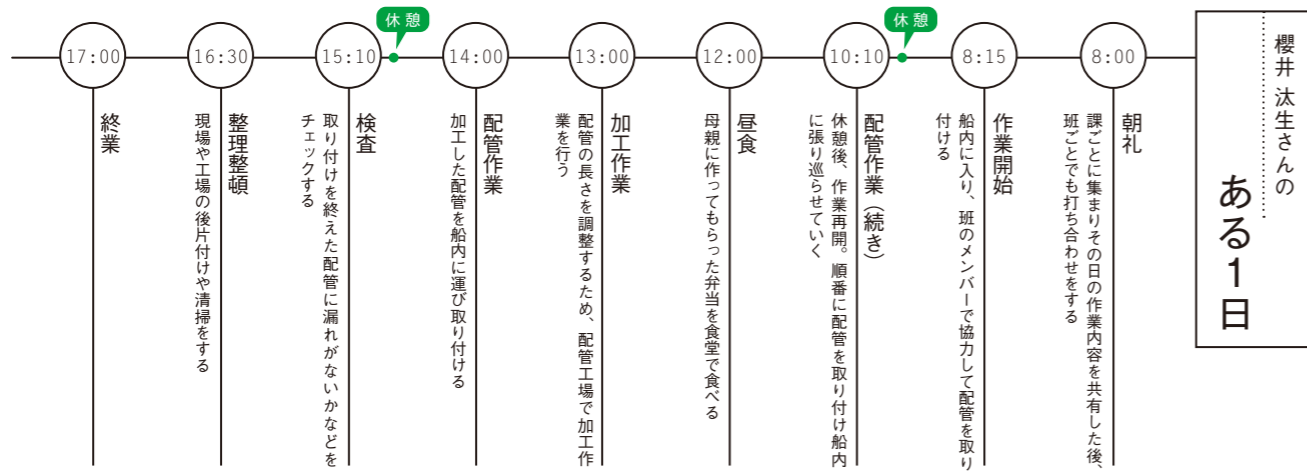 櫻井 汰生さんの
ある1日
8:00
朝礼
課ごとに集まりその日の作業内容を共有した後、
班ごとでも打ち合わせをする
8:15
作業開始
船内に入り、班のメンバーで協力して配管を取り
付ける
休憩
10:10
配管作業（続き）
休憩後、作業再開。順番に配管を取り付け船内
に張り巡らせていく
12:00
昼食
母親に作ってもらった弁当を食堂で食べる
13:00
加工作業
配管の長さを調整するため、配管工場で加工作
業を行う
14:00
配管作業
加工した配管を船内に運び取り付ける
休憩
15:10
検査
取り付けを終えた配管に漏れがないかなどを
チェックする
16:30
整理整頓
現場や工場の後片付けや清掃をする
17:00
終業